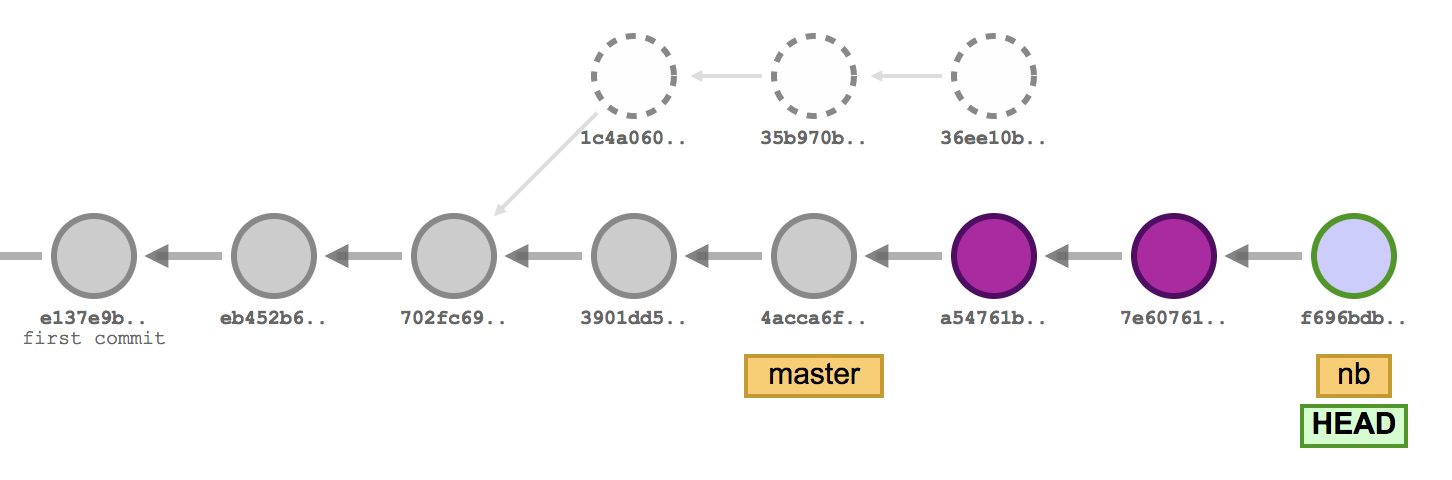 1c4a060..
35b970b..
36ee10b..
e137e9b..
first commit
eb452b6..
702fc69..
3901dd5..
4acca6f..
a54761b..
7e60761..
f696bdb..
master
nb
HEAD